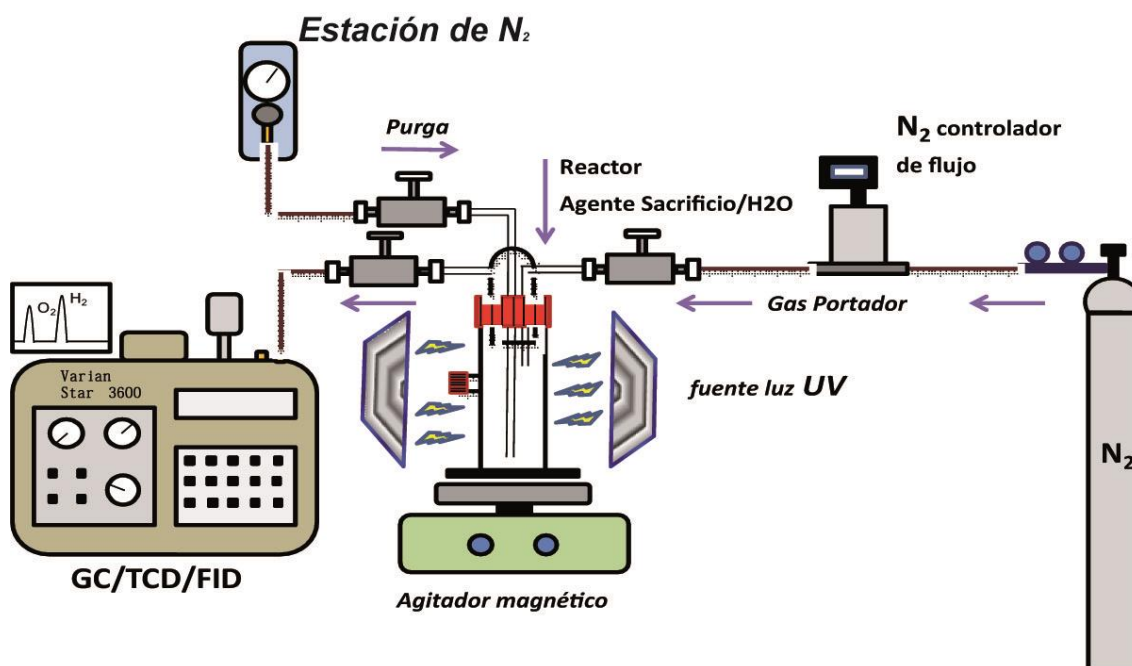 Estación de N₂
Purga
Reactor
Agente Sacrificio/H2O
N₂ controlador
de flujo
Gas Portador
O₂
H₂
Varian
Star 3600
fuente luz UV
N₂
GC/TCD/FID
Agitador magnético